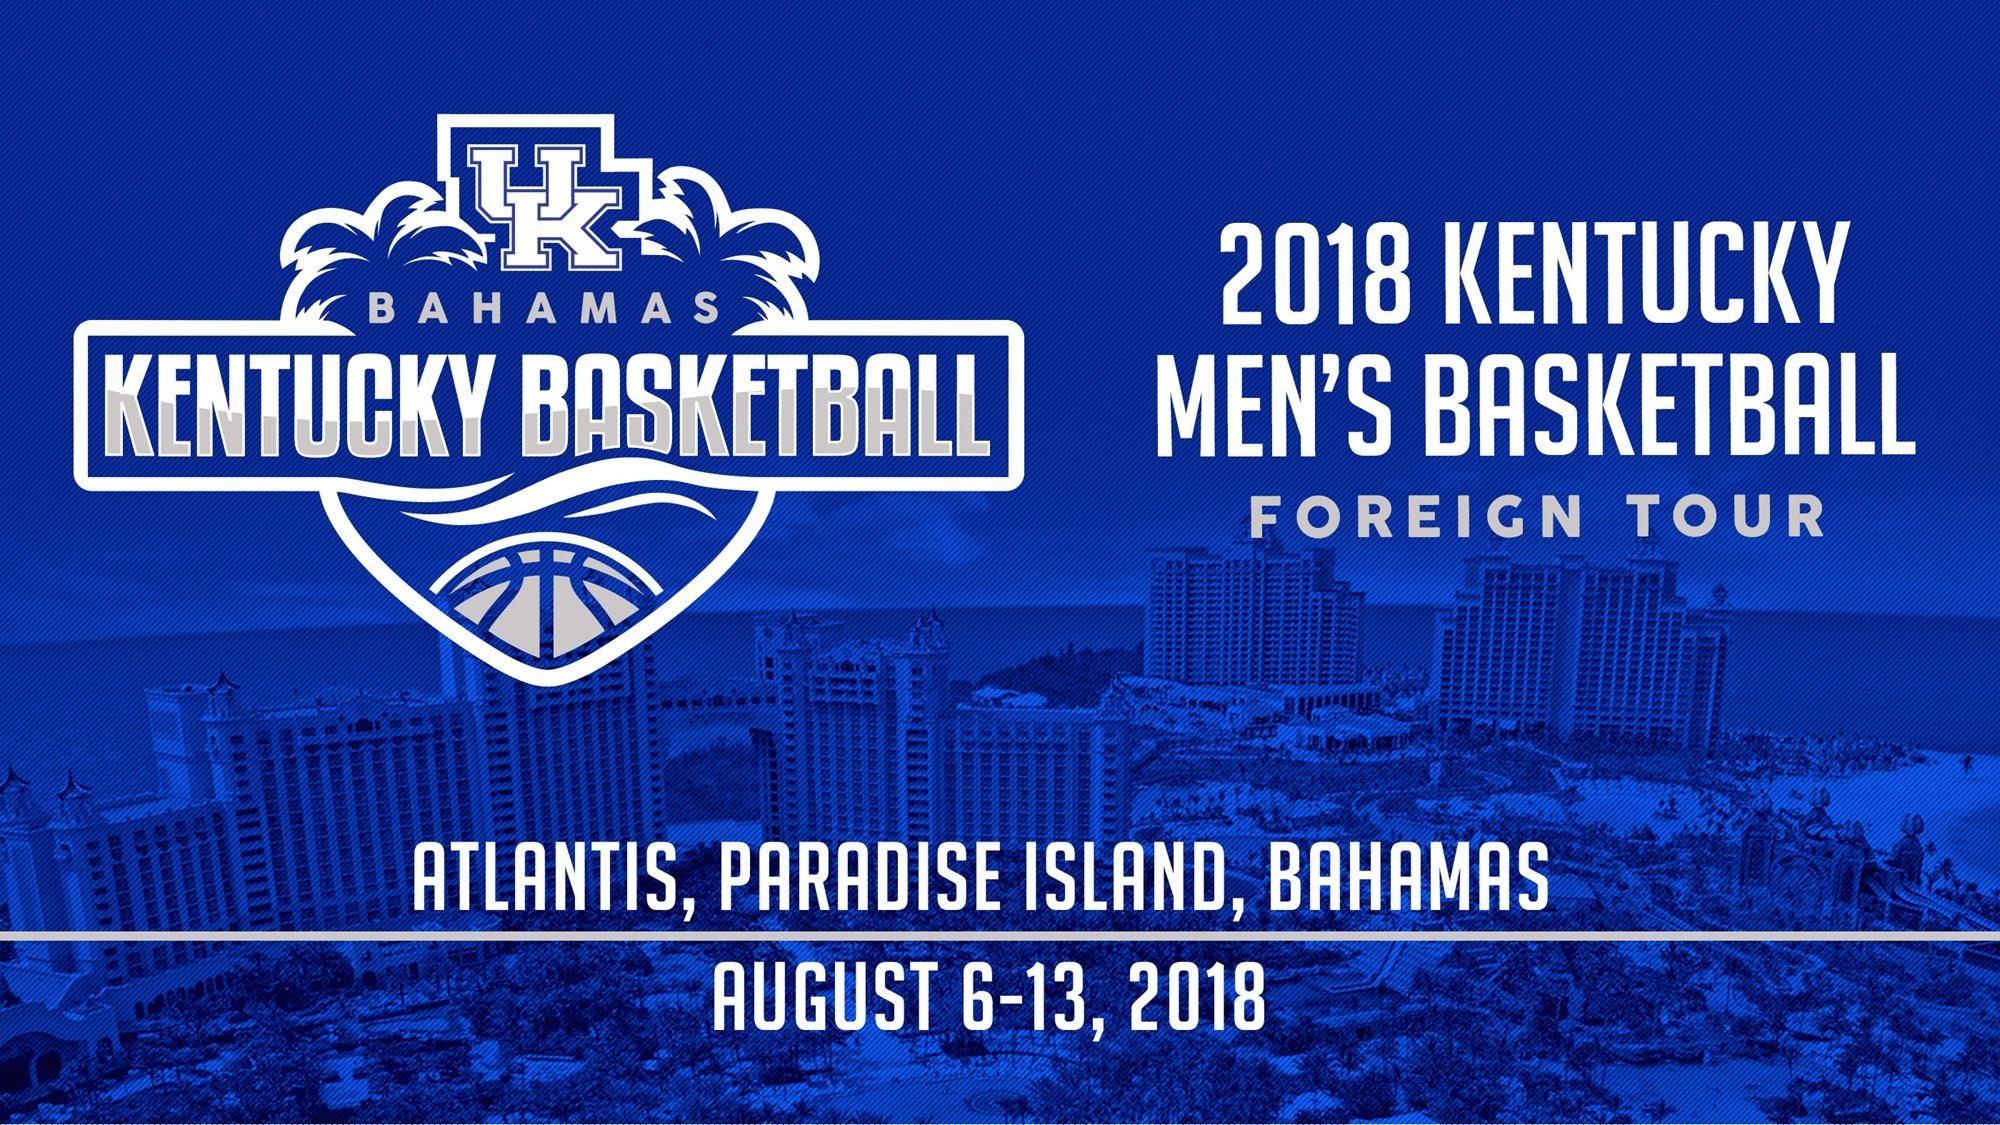 UK
BAHAMAS
KENTUCKY BASKETBALL
2018 KENTUCKY
MEN'S BASKETBALL
FOREIGN TOUR
ATLANTIS, PARADISE ISLAND, BAHAMAS
AUGUST 6-13, 2018